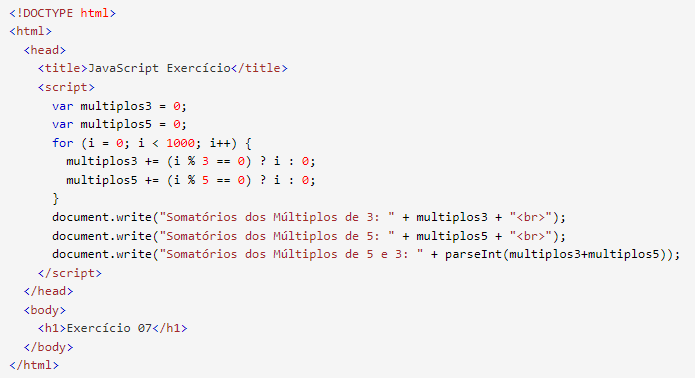 <!DOCTYPE html>
<html>
<head>
<title>JavaScript Exercício</title>
<script>
var multiplos3 = 0;
var multiplos5 = 0;
for (i = 0; i < 1000; i++) {
multiplos3 += (i % 3 == 0) ? i : 0;
multiplos5 += (i % 5 == 0) ? i : 0;
}
document.write("Somatórios dos Múltiplos de 3: " + multiplos3 + "<br>");
document.write("Somatórios dos Múltiplos de 5: " + multiplos5 + "<br>");
document.write("Somatórios dos Múltiplos de 5 e 3: " + parseInt(multiplos3+multiplos5));
</script>
</head>
<body>
<h1>Exercício 07</h1>
</body>
</html>